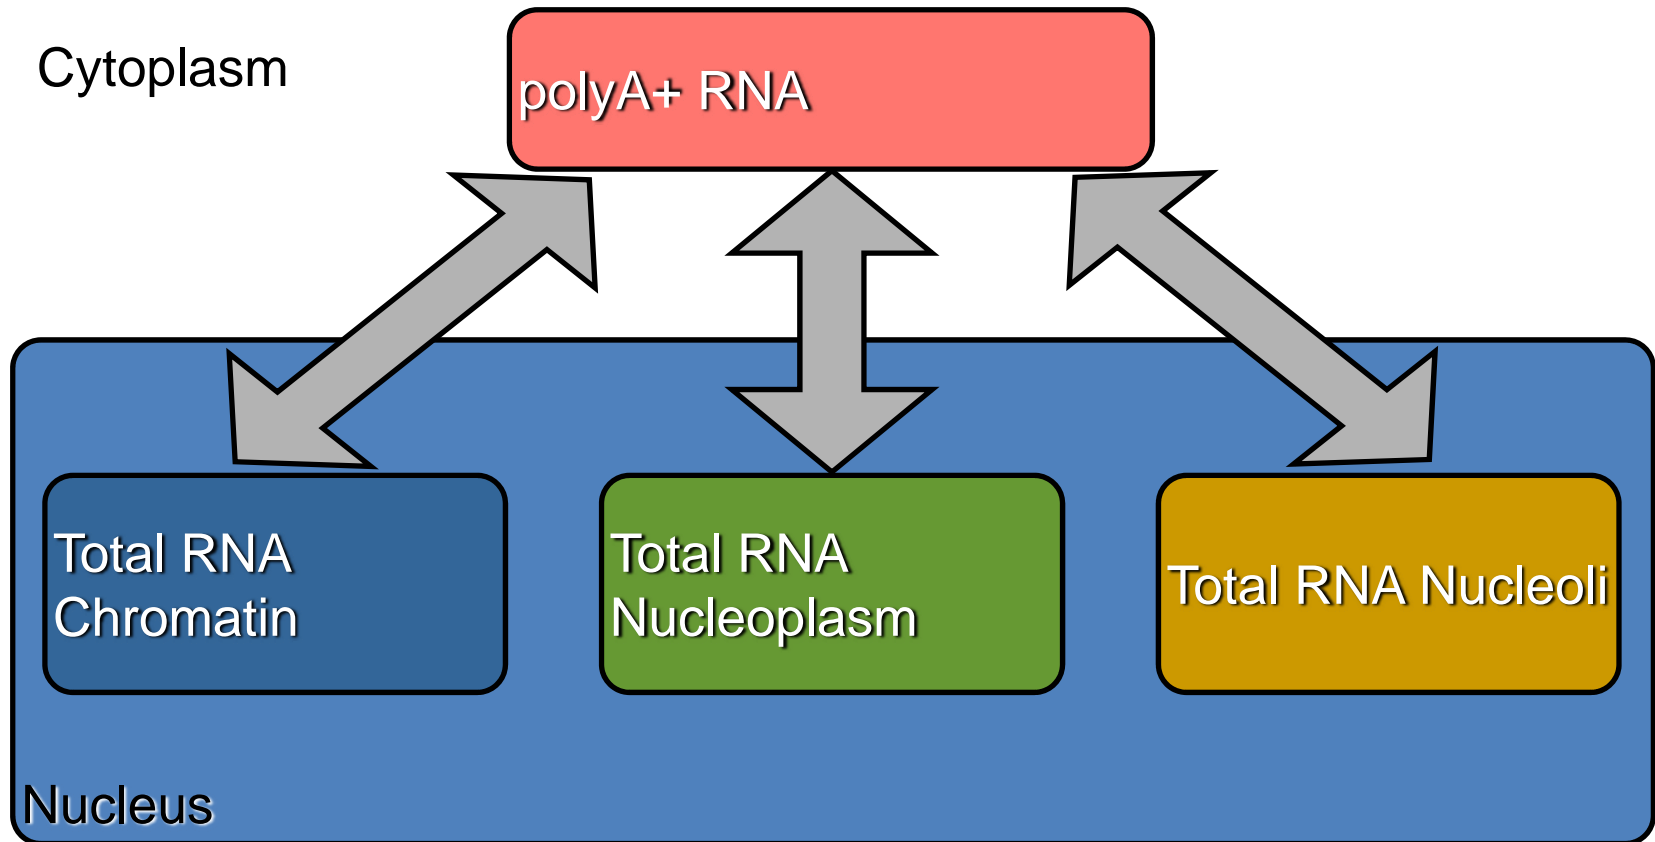 Cytoplasm
polyA+ RNA
Total RNA
Chromatin
Total RNA
Nucleoplasm
Total RNA Nucleoli
Nucleus